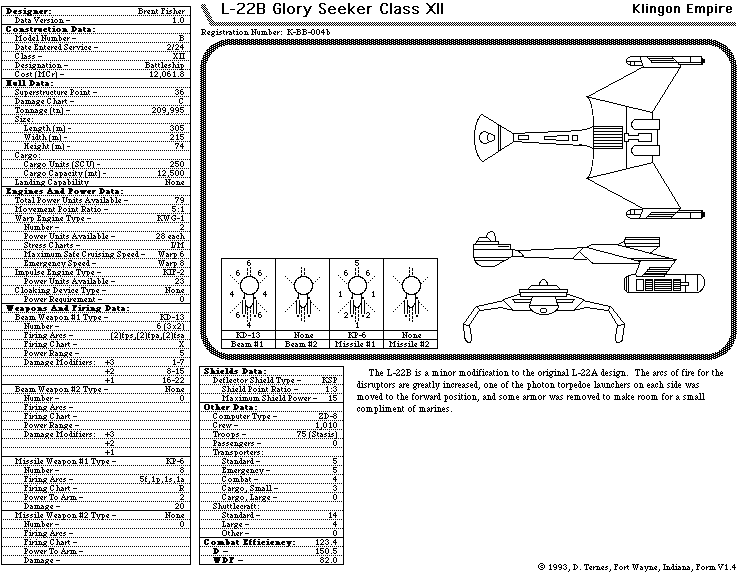 L-22B Glory Seeker Class XII
Klingon Empire
Registration Number: K-BB-004b
Designer: Brent Fisher
Data Version - 1.0
Construction Data:
Model Number - B
Date Entered Service - 2/24
Class - XII
Designation - Battleship
Cost (MCr) - 12,061.8
Hull Data:
Superstructure Point - 36
Damage Chart - C
Tonnage (tn) - 209,995
Size:
Length (m) - 305
Width (m) - 215
Height (m) - 74
Cargo:
Cargo Units (SCU) - 250
Cargo Capacity (mt) - 12,500
Landing Capability None
Engines And Power Data:
Total Power Units Available - 79
Movement Point Ratio - 5:1
Warp Engine Type - KWG-1
Number - 2
Power Units Available - 28 each
Stress Charts - I/M
Maximum Safe Cruising Speed - Warp 6
Emergency Speed - Warp 8
Impulse Engine Type - KIF-2
Power Units Available - 23
Cloaking Device Type - None
Power Requirement - 0
Weapons And Firing Data:
Beam Weapon #1 Type - KD-13
Number - 6 (3x2)
Firing Arcs - (2)fps,(2)fpa,(2)fsa
Firing Chart - X
Power Range - 5
Damage Modifiers: +3 1-7
+2 8-15
+1 16-22
Beam Weapon #2 Type - None
Number - 0
Firing Arcs -
Firing Chart -
Power Range -
Damage Modifiers: +3
+2
+1
Missile Weapon #1 Type - KP-6
Number - 8
Firing Arcs - 5f,1p,1s,1a
Firing Chart - R
Power To Arm - 2
Damage - 20
Missile Weapon #2 Type - None
Number - 0
Firing Arcs -
Firing Chart -
Power To Arm -
Damage -
6
6 6
4 4
6 6
4
5
6 6
1 2
2 1
1
KD-13 None KP-6 None
Beam #1 Beam #2 Missile #1 Missile #2
Shields Data:
Deflector Shield Type - KSP
Shield Point Ratio - 1:3
Maximum Shield Power - 15
Other Data:
Computer Type - ZD-8
Crew - 1,010
Troops - 75 (Stasis)
Passengers - 0
Transporters:
Standard - 5
Emergency - 5
Combat - 4
Cargo, Small - 3
Cargo, Large - 0
Shuttlecraft:
Standard - 14
Large - 4
Other - 0
Combat Efficiency: 123.4
D - 150.5
WDF - 82.0
The L-22B is a minor modification to the original L-22A design. The arcs of fire for the
disruptors are greatly increased, one of the photon torpedoe launchers on each side was
moved to the forward position, and some armor was removed to make room for a small
compliment of marines.
© 1993, D. Ternes, Fort Wayne, Indiana, Form V1.4